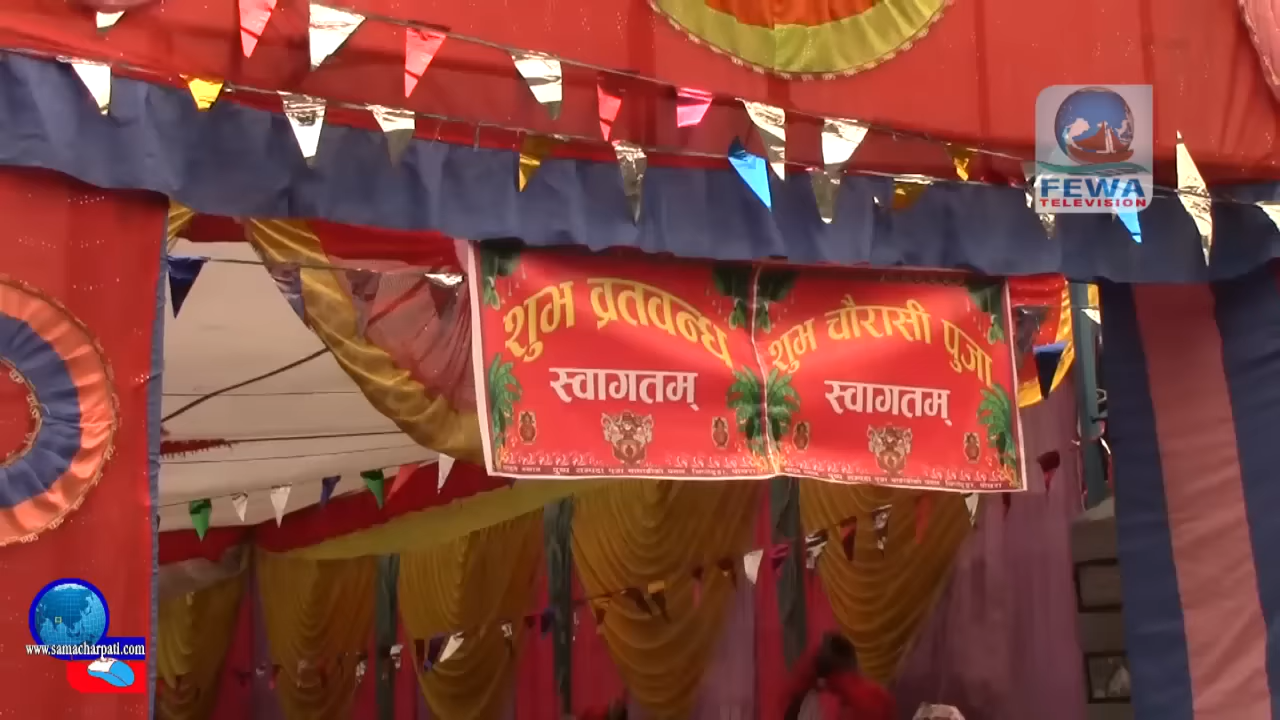 FEWA
TELEVISION
शुभ व्रतवन्ध
स्वागतम्
शुभ चौरासी पुजा
स्वागतम्
www.samacharpati.com